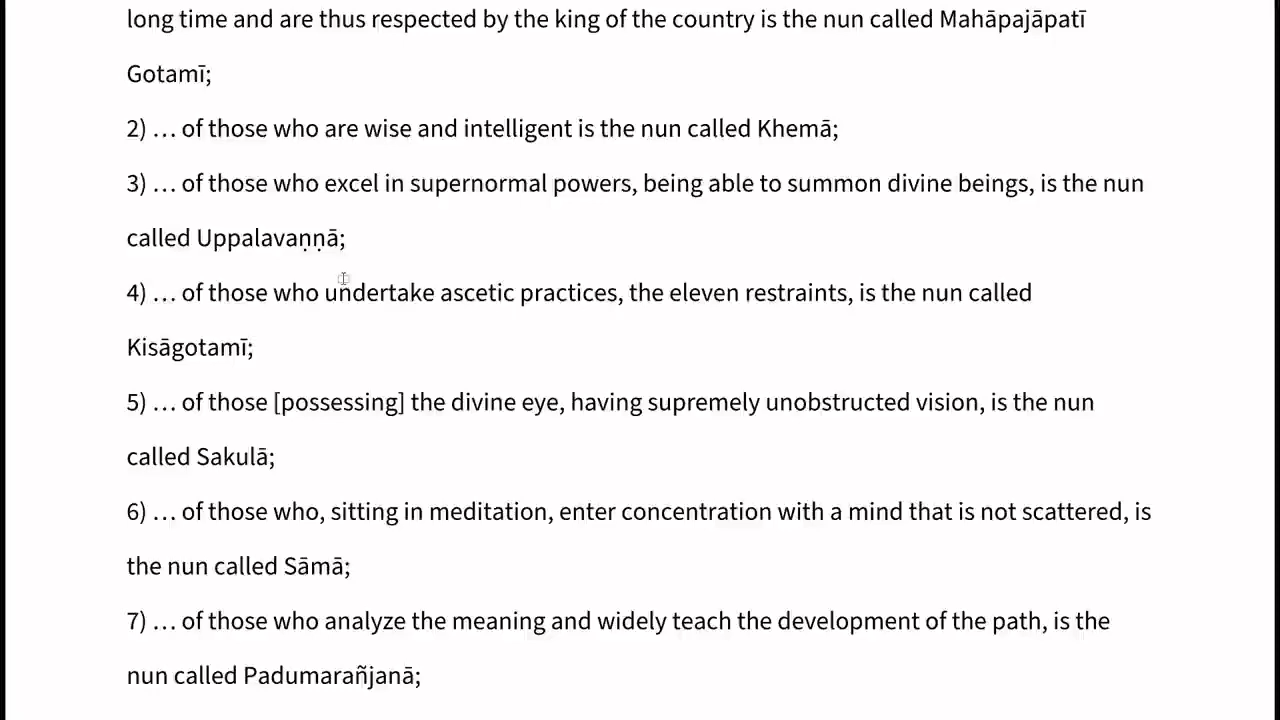 long time and are thus respected by the king of the country is the nun called Mahāpajāpatī
Gotamī;
2) … of those who are wise and intelligent is the nun called Khemā;
3) … of those who excel in supernormal powers, being able to summon divine beings, is the nun
called Uppalavaṇṇā;
4) … of those who undertake ascetic practices, the eleven restraints, is the nun called
Kisāgotamī;
5) … of those [possessing] the divine eye, having supremely unobstructed vision, is the nun
called Sakulā;
6) … of those who, sitting in meditation, enter concentration with a mind that is not scattered, is
the nun called Sāmā;
7) … of those who analyze the meaning and widely teach the development of the path, is the
nun called Padumarañjanā;